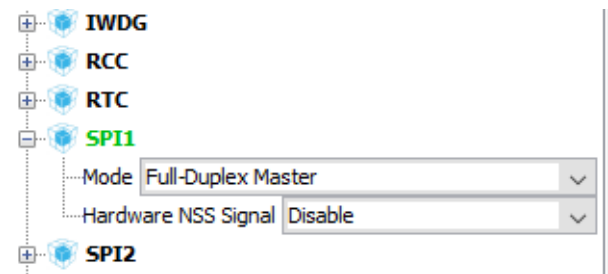 IWDG
RCC
RTC
SPI1
Mode Full-Duplex Master
Hardware NSS Signal Disable
SPI2